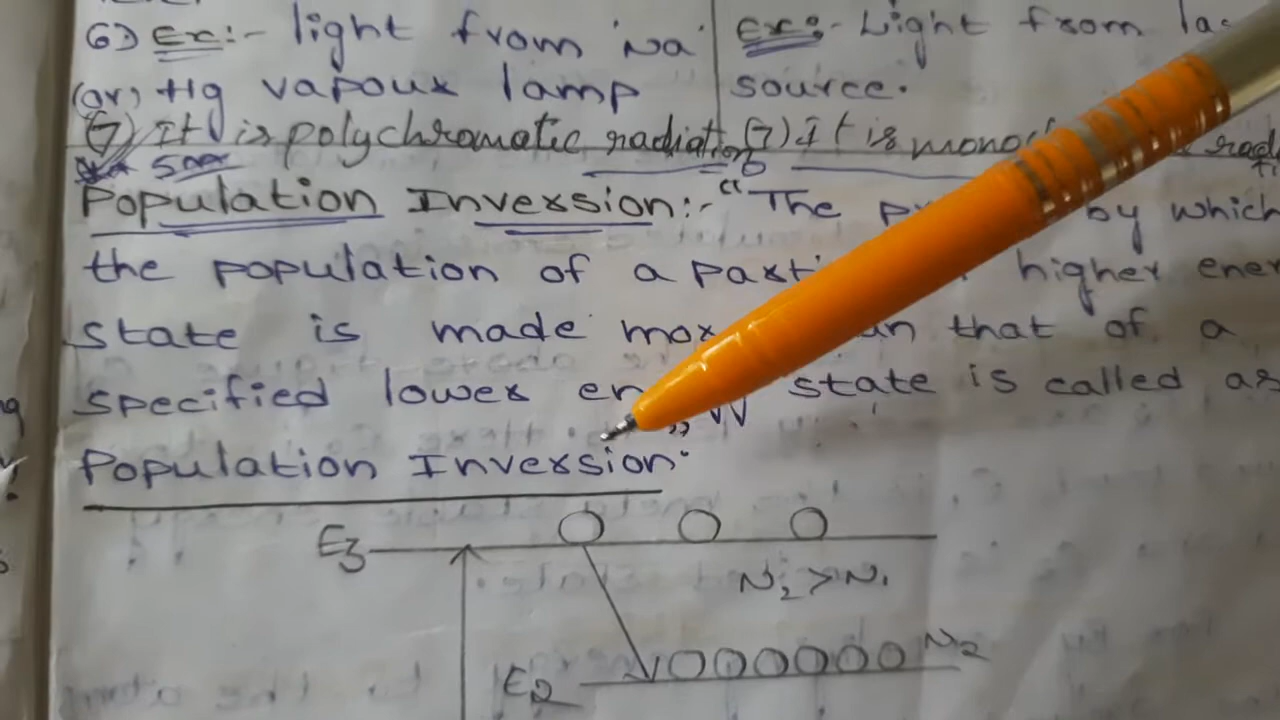 6) Ex:- light from Na
(or) Hg vapour lamp
7) It is polychromatic radiation
Ex:- Light from
source.
7) it is
Population Inversion:- "The by which
the population of a higher
state is made than that of a
specified lower state is called as
Population Inversion."
E3
N2 > N1
E2
N2